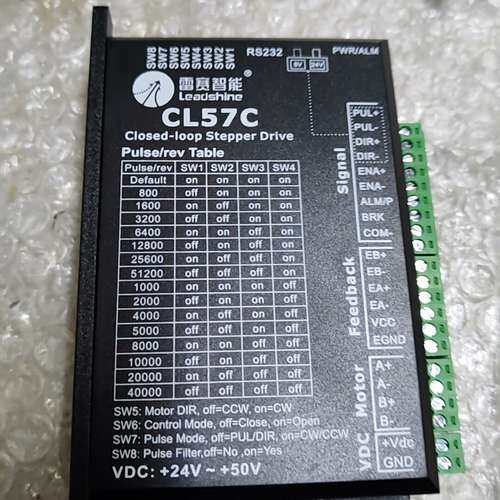 SW8
SW7
SW6
SW5
SW4
SW3
SW2
SW1
RS232
5V 24V
PWR/ALM
雷赛智能
Leadshine
CL57C
Closed-loop Stepper Drive
Pulse/rev Table
Pulse/rev SW1 SW2 SW3 SW4
Default on on on on
800 off on on on
1600 on off on on
3200 off off on on
6400 on on off on
12800 off on off on
25600 on off off on
51200 off off off on
1000 on on on off
2000 off on on off
4000 on off on off
5000 off off on off
8000 on on off off
10000 off on off off
20000 on off off off
40000 off off off off
SW5: Motor DIR, off=CCW, on=CW
SW6: Control Mode, off=Close, on=Open
SW7: Pulse Mode, off=PUL/DIR, on=CW/CCW
SW8: Pulse Filter,off=No ,on=Yes
VDC: +24V ~ +50V
Signal
PUL+
PUL-
DIR+
DIR-
ENA+
ENA-
ALM/P
BRK
COM-
Feedback
EB+
EB-
EA+
EA-
VCC
EGND
Motor
A+
A-
B+
B-
VDC
+Vdc
GND